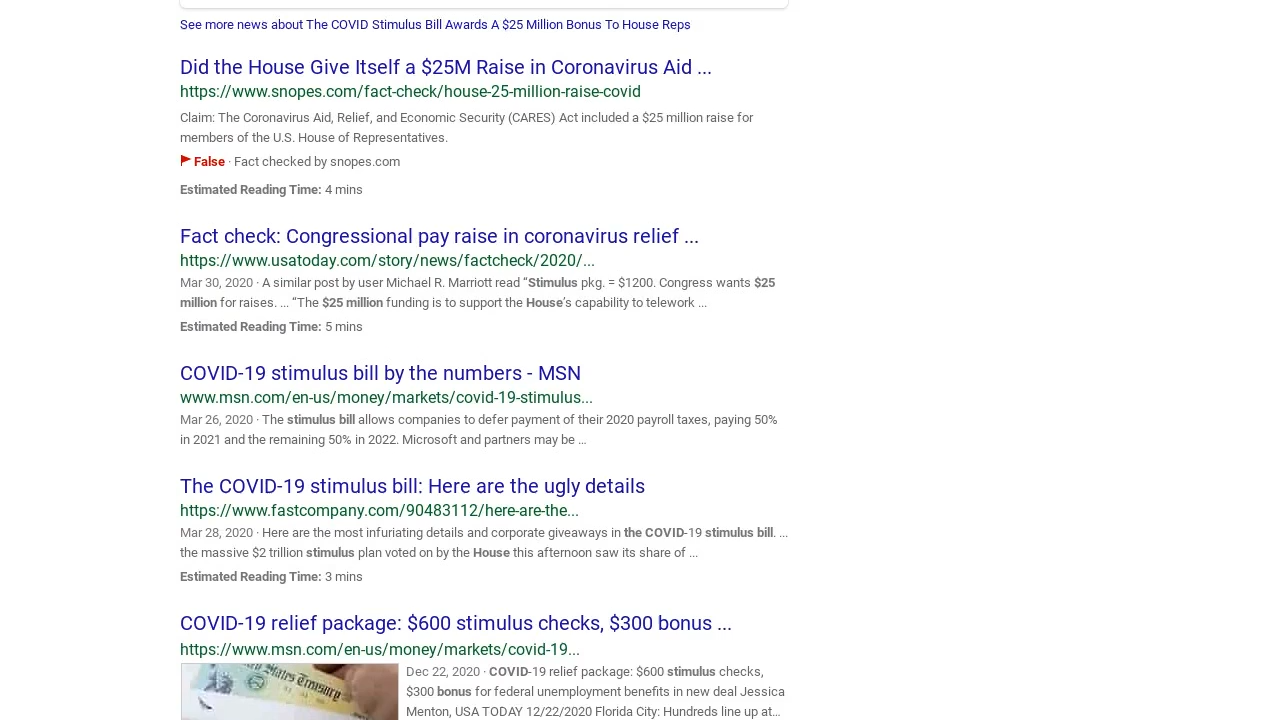 See more news about The COVID Stimulus Bill Awards A $25 Million Bonus To House Reps
Did the House Give Itself a $25M Raise in Coronavirus Aid ...
https://www.snopes.com/fact-check/house-25-million-raise-covid
Claim: The Coronavirus Aid, Relief, and Economic Security (CARES) Act included a $25 million raise for
members of the U.S. House of Representatives.
False · Fact checked by snopes.com
Estimated Reading Time: 4 mins
Fact check: Congressional pay raise in coronavirus relief ...
https://www.usatoday.com/story/news/factcheck/2020/...
Mar 30, 2020 · A similar post by user Michael R. Marriott read “Stimulus pkg. = $1200. Congress wants $25
million for raises. ... “The $25 million funding is to support the House’s capability to telework ...
Estimated Reading Time: 5 mins
COVID-19 stimulus bill by the numbers - MSN
www.msn.com/en-us/money/markets/covid-19-stimulus...
Mar 26, 2020 · The stimulus bill allows companies to defer payment of their 2020 payroll taxes, paying 50%
in 2021 and the remaining 50% in 2022. Microsoft and partners may be …
The COVID-19 stimulus bill: Here are the ugly details
https://www.fastcompany.com/90483112/here-are-the...
Mar 28, 2020 · Here are the most infuriating details and corporate giveaways in the COVID-19 stimulus bill. ...
the massive $2 trillion stimulus plan voted on by the House this afternoon saw its share of ...
Estimated Reading Time: 3 mins
COVID-19 relief package: $600 stimulus checks, $300 bonus ...
https://www.msn.com/en-us/money/markets/covid-19...
States Treasury
Dec 22, 2020 · COVID-19 relief package: $600 stimulus checks,
$300 bonus for federal unemployment benefits in new deal Jessica
Menton, USA TODAY 12/22/2020 Florida City: Hundreds line up at…